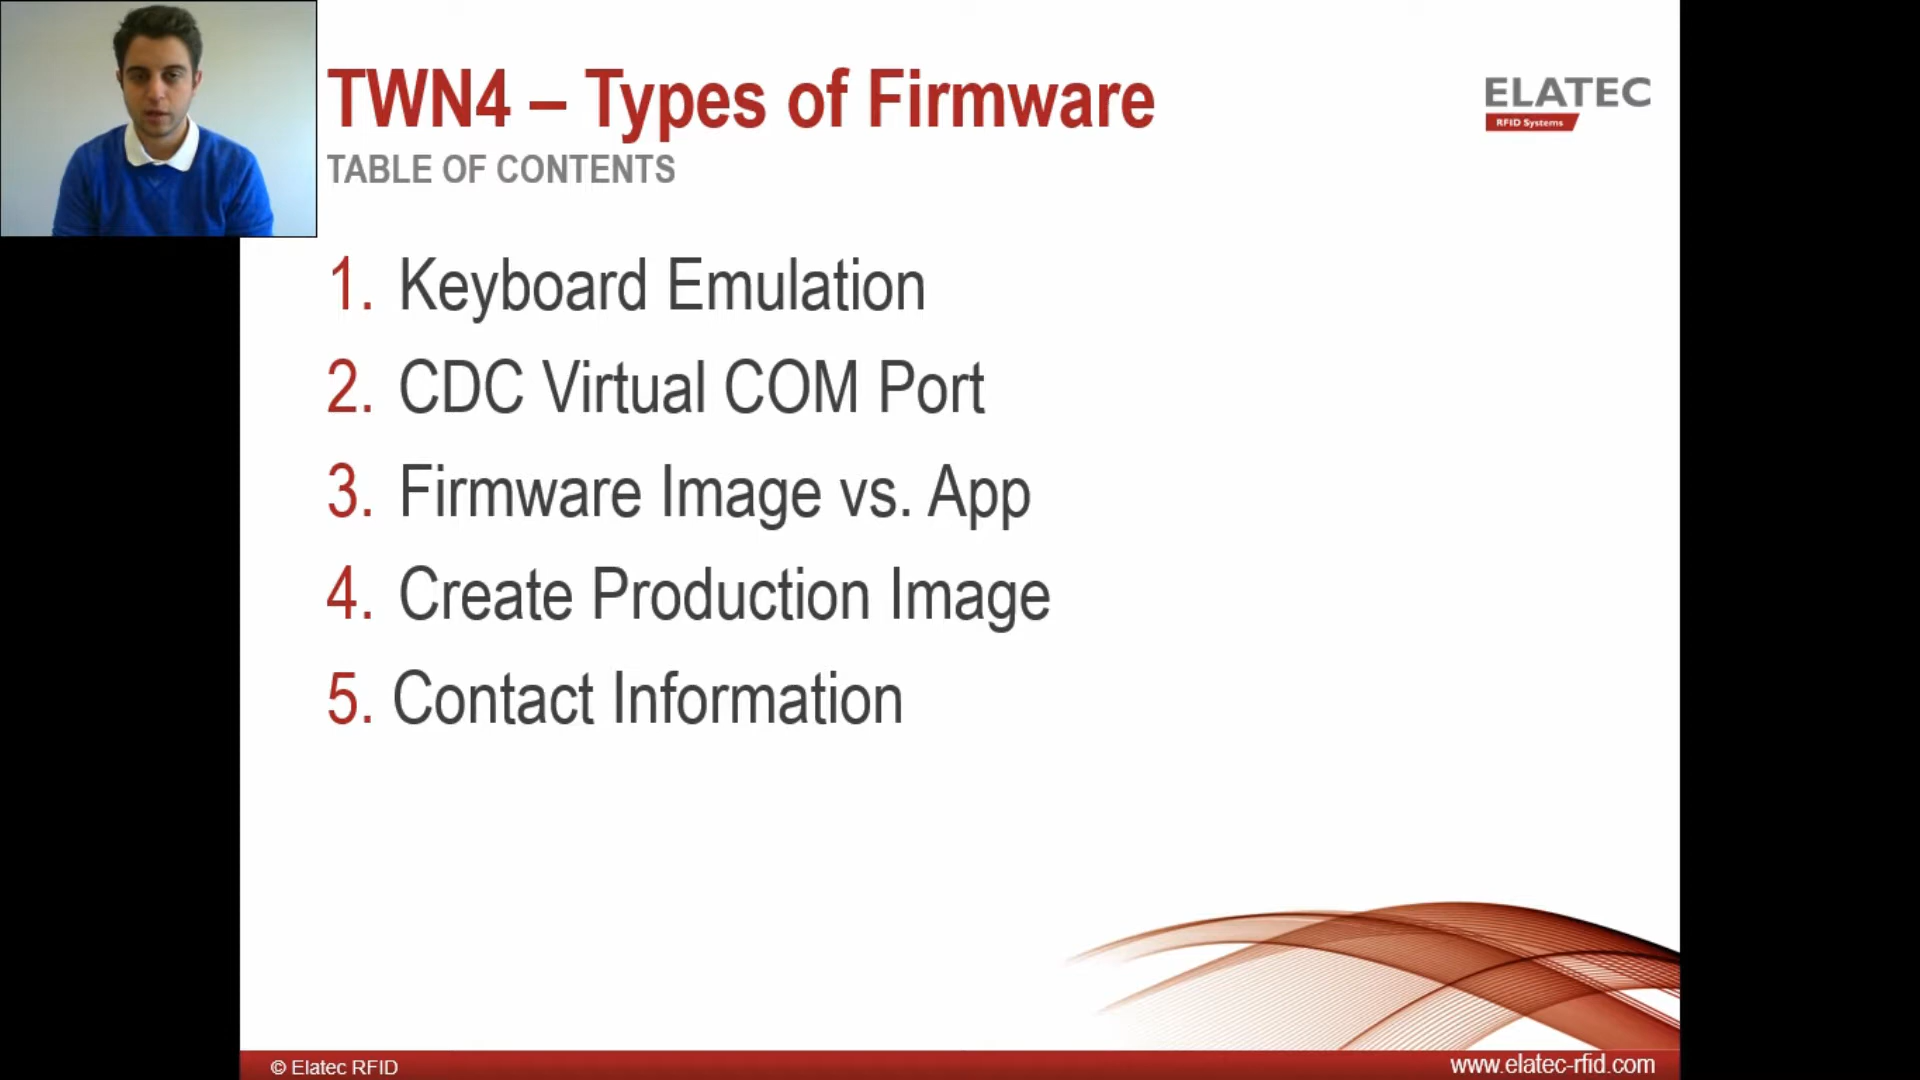 TWN4 – Types of Firmware
ELATEC
RFID Systems
TABLE OF CONTENTS
1. Keyboard Emulation
2. CDC Virtual COM Port
3. Firmware Image vs. App
4. Create Production Image
5. Contact Information
© Elatec RFID
www.elatec-rfid.com